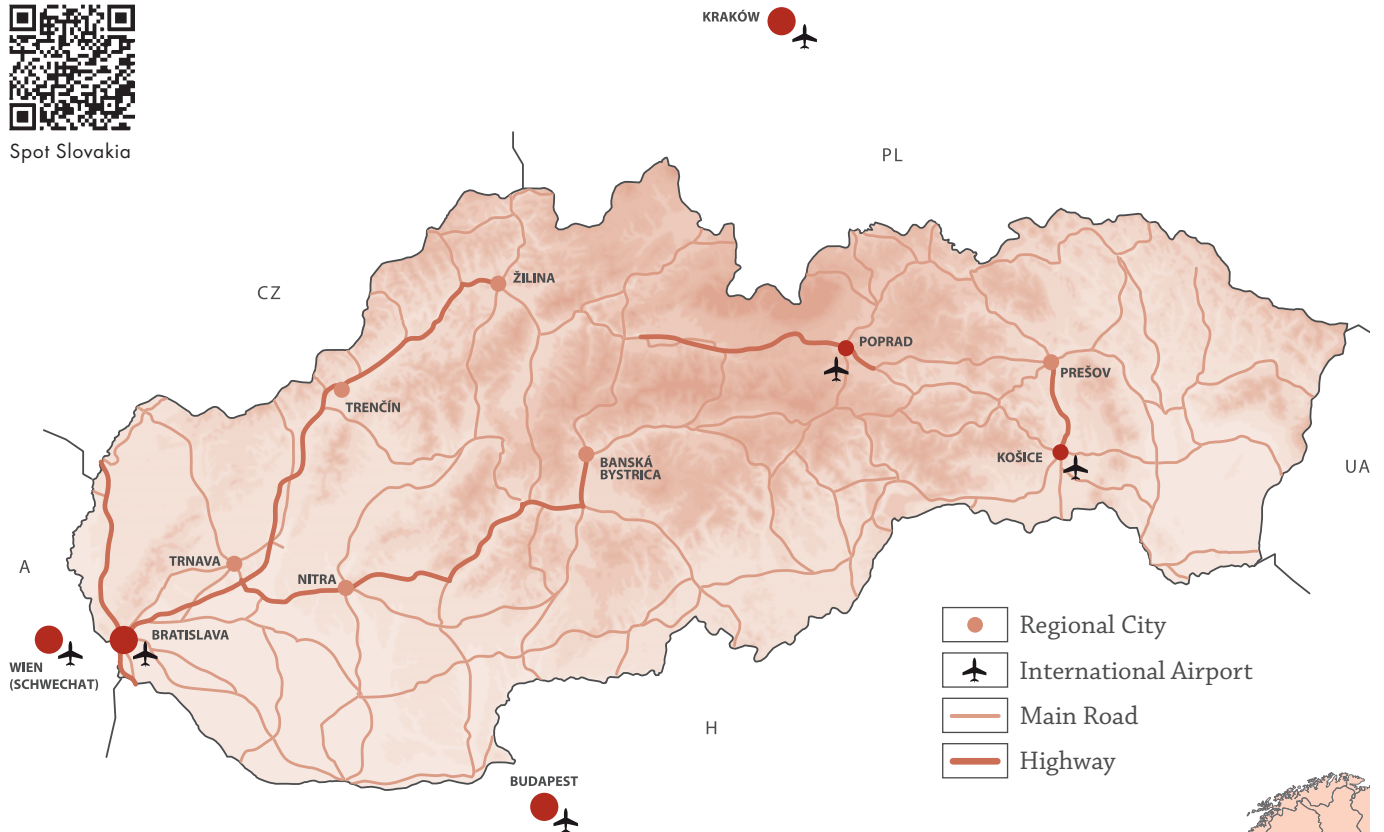 KRAKÓW
Spot Slovakia
PL
CZ
ŽILINA
POPRAD
PREŠOV
TRENČÍN
BANSKÁ
BYSTRICA
KOŠICE
UA
A
TRNAVA
NITRA
BRATISLAVA
WIEN
(SCHWECHAT)
H
BUDAPEST
Regional City
International Airport
Main Road
Highway